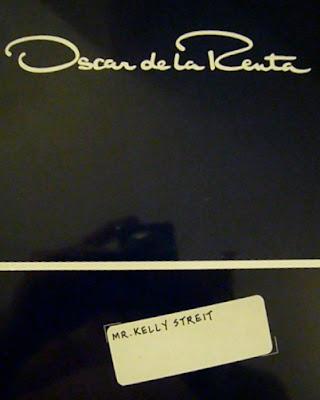 Oscar de la Renta
MR. KELLY STREIT